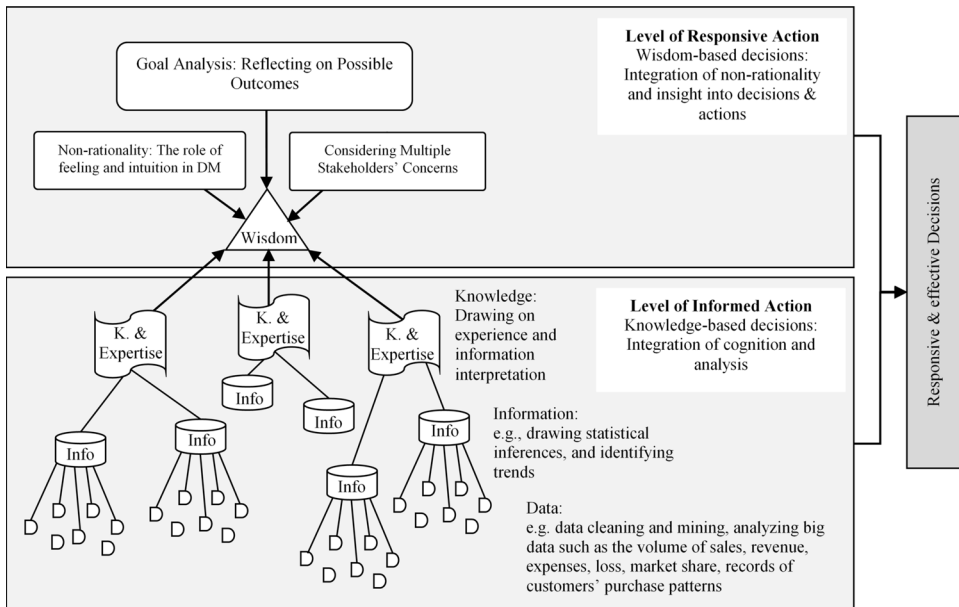 Goal Analysis: Reflecting on Possible
Outcomes
Level of Responsive Action
Wisdom-based decisions:
Integration of non-rationality
and insight into decisions &
actions
Non-rationality: The role of
feeling and intuition in DM
Considering Multiple
Stakeholders’ Concerns
Wisdom
Responsive & effective Decisions
K. &
Expertise
K. &
Expertise
K. &
Expertise
Knowledge:
Drawing on
experience and
information
interpretation
Level of Informed Action
Knowledge-based decisions:
Integration of cognition and
analysis
Info
Info
Info
Info
Info
Info
Information:
e.g., drawing statistical
inferences, and identifying
trends
D D D D D D D
D D D D D D D
D D D D D D D
D D D D D D D
Data:
e.g. data cleaning and mining, analyzing big
data such as the volume of sales, revenue,
expenses, loss, market share, records of
customers’ purchase patterns